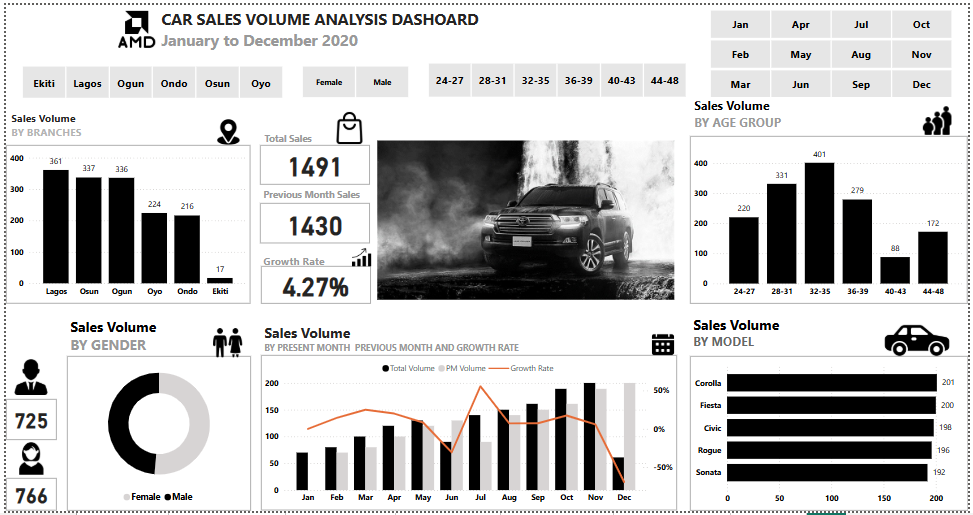 CAR SALES VOLUME ANALYSIS DASHOARD
AMD
January to December 2020
Ekiti Lagos Ogun Ondo Osun Oyo
Female Male
24-27 28-31 32-35 36-39 40-43 44-48
Jan Apr Jul Oct
Feb May Aug Nov
Mar Jun Sep Dec
Sales Volume
BY BRANCHES
400
300
200
100
0
361 337 336 224 216 17
Lagos Osun Ogun Oyo Ondo Ekiti
Total Sales
1491
Previous Month Sales
1430
Growth Rate
4.27%
Sales Volume
BY AGE GROUP
400
300
200
100
0
220 331 401 279 88 172
24-27 28-31 32-35 36-39 40-43 44-48
725
766
Sales Volume
BY GENDER
Female Male
Sales Volume
BY PRESENT MONTH PREVIOUS MONTH AND GROWTH RATE
Total Volume PM Volume Growth Rate
200
150
100
50
0
50%
0%
-50%
Jan Feb Mar Apr May Jun Jul Aug Sep Oct Nov Dec
Sales Volume
BY MODEL
Corolla 201
Fiesta 200
Civic 198
Rogue 196
Sonata 192
0 50 100 150 200